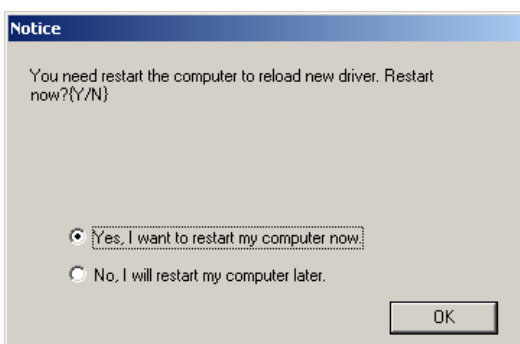 Notice
You need restart the computer to reload new driver. Restart
now?{Y/N}
Yes, I want to restart my computer now.
No, I will restart my computer later.
OK